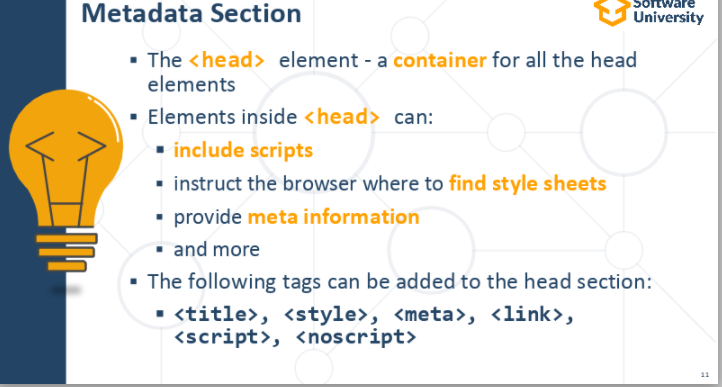 Metadata Section
Software
University
▪ The <head> element - a container for all the head
elements
▪ Elements inside <head> can:
▪ include scripts
▪ instruct the browser where to find style sheets
▪ provide meta information
▪ and more
▪ The following tags can be added to the head section:
▪ <title>, <style>, <meta>, <link>,
<script>, <noscript>
11